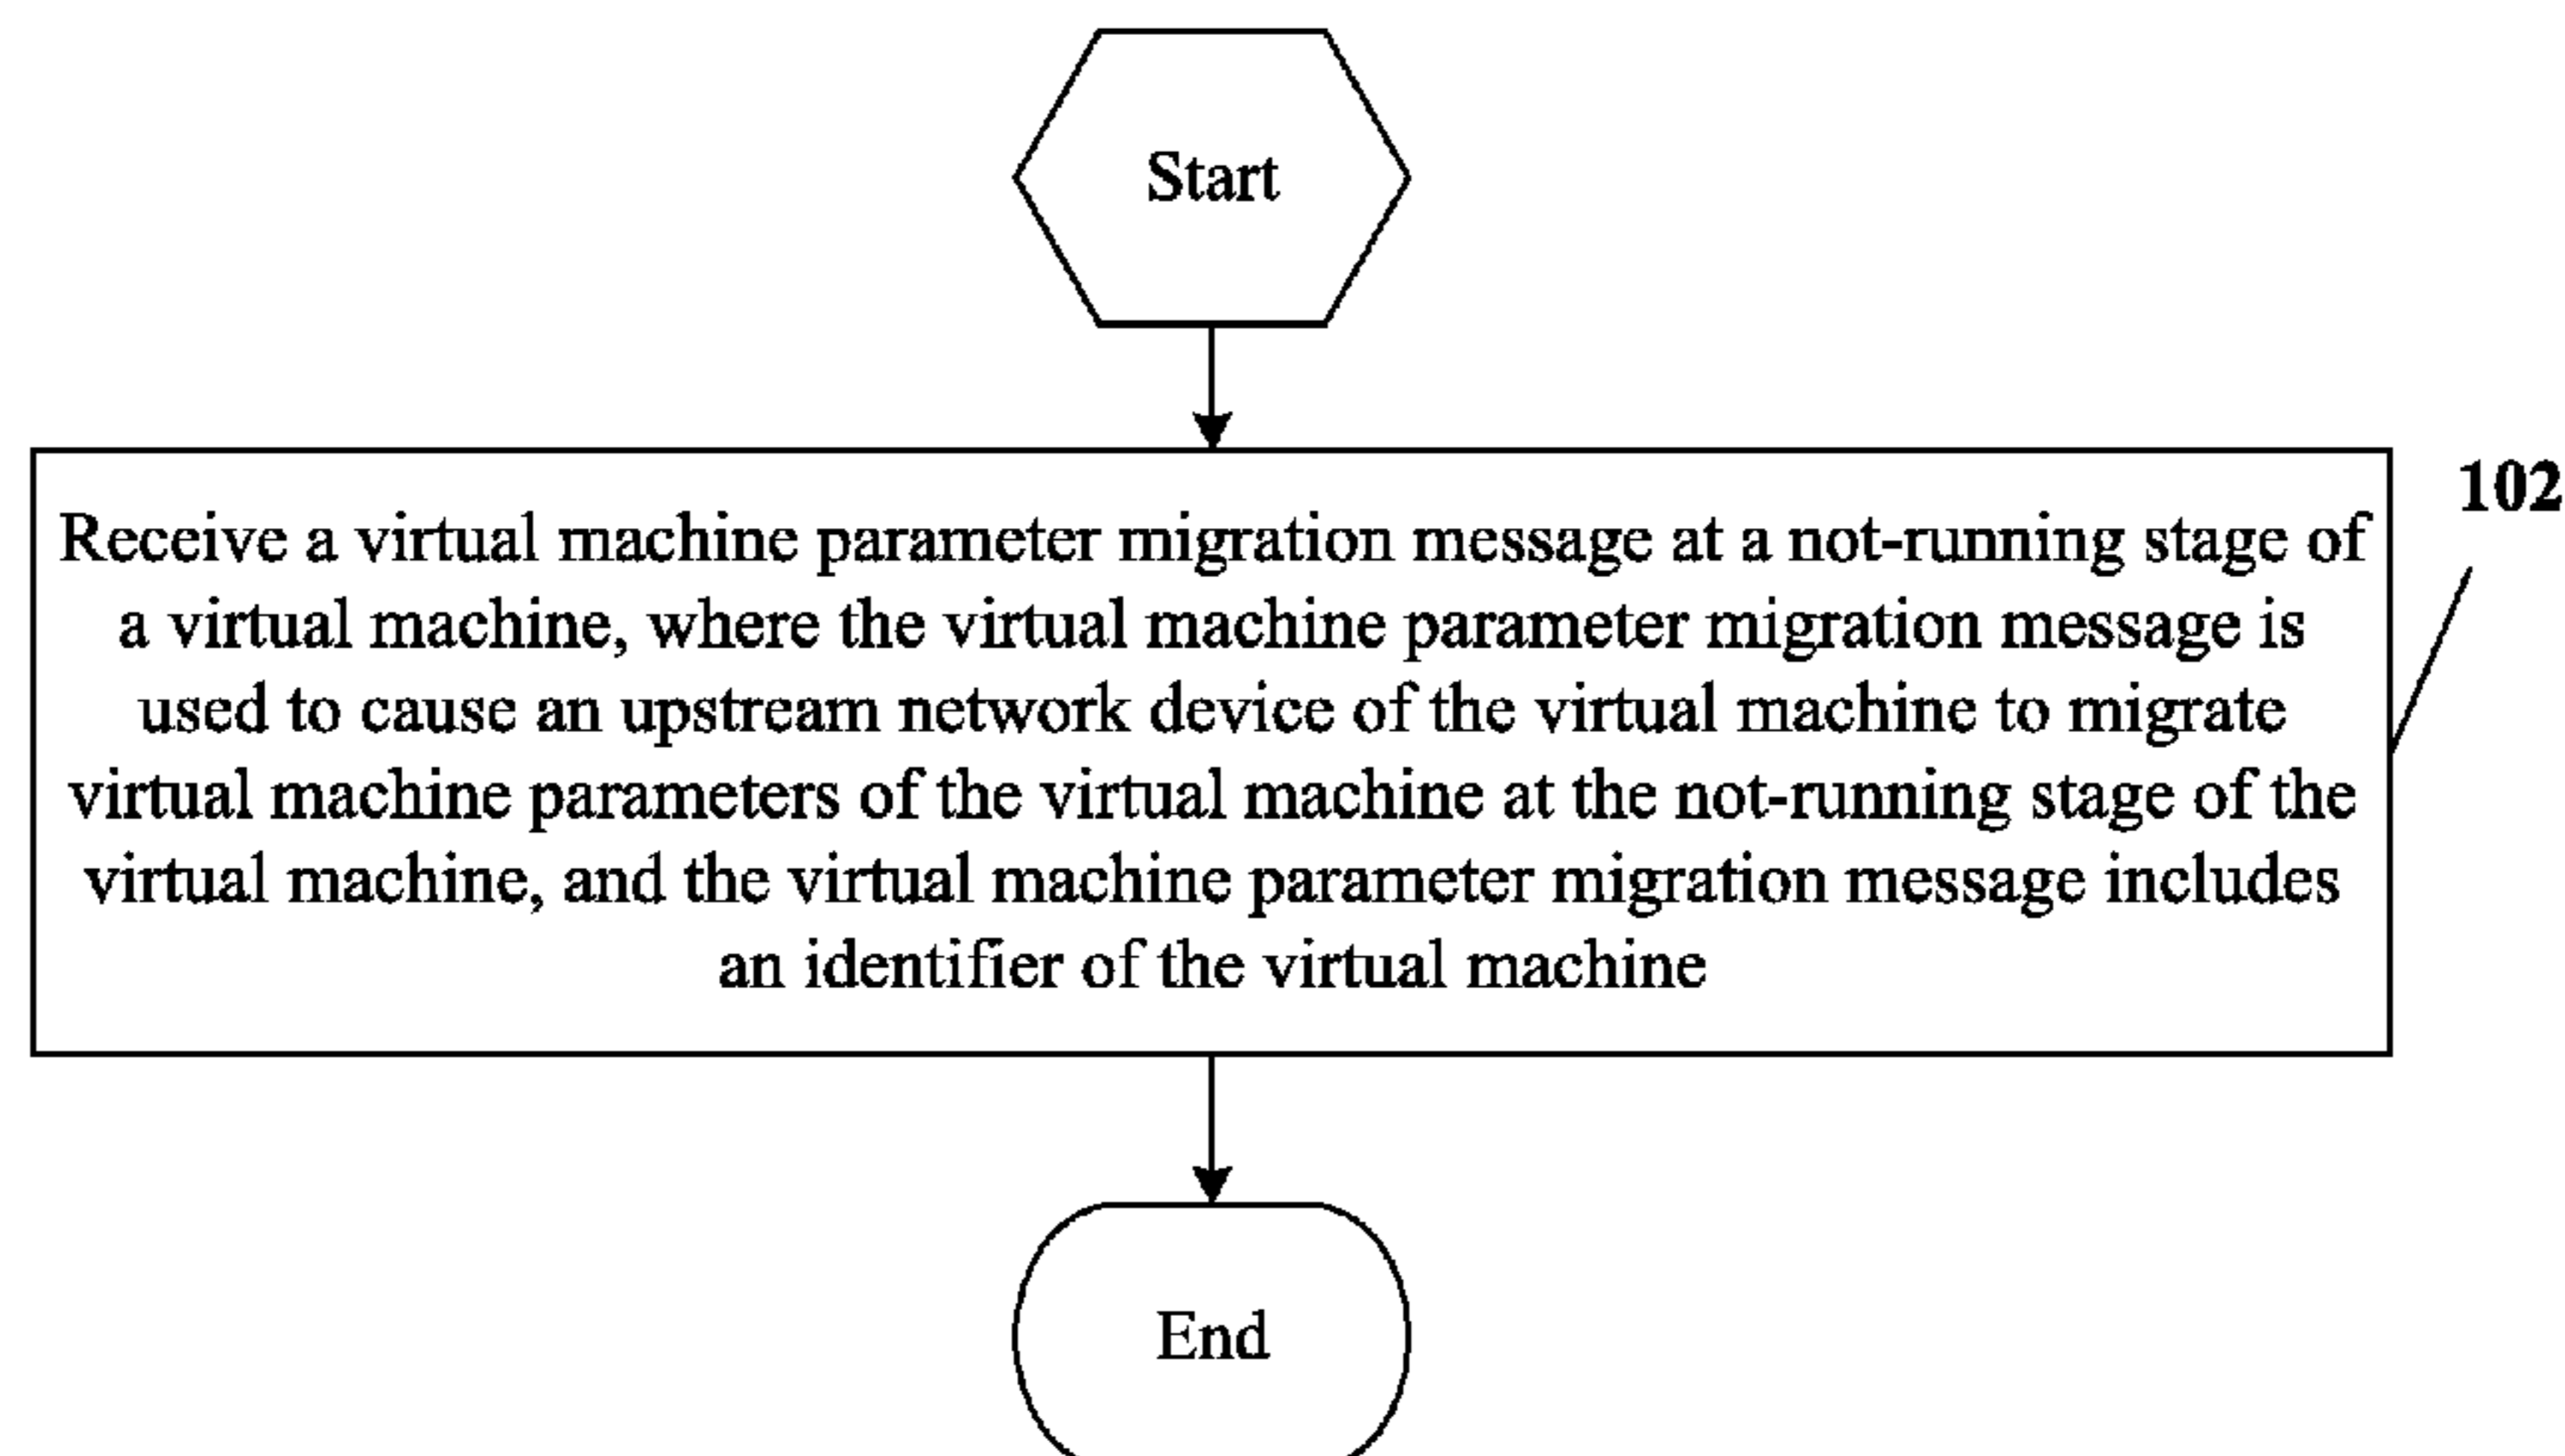 Start
Receive a virtual machine parameter migration message at a not-running stage of
a virtual machine, where the virtual machine parameter migration message is
used to cause an upstream network device of the virtual machine to migrate
virtual machine parameters of the virtual machine at the not-running stage of the
virtual machine, and the virtual machine parameter migration message includes
an identifier of the virtual machine
102
End